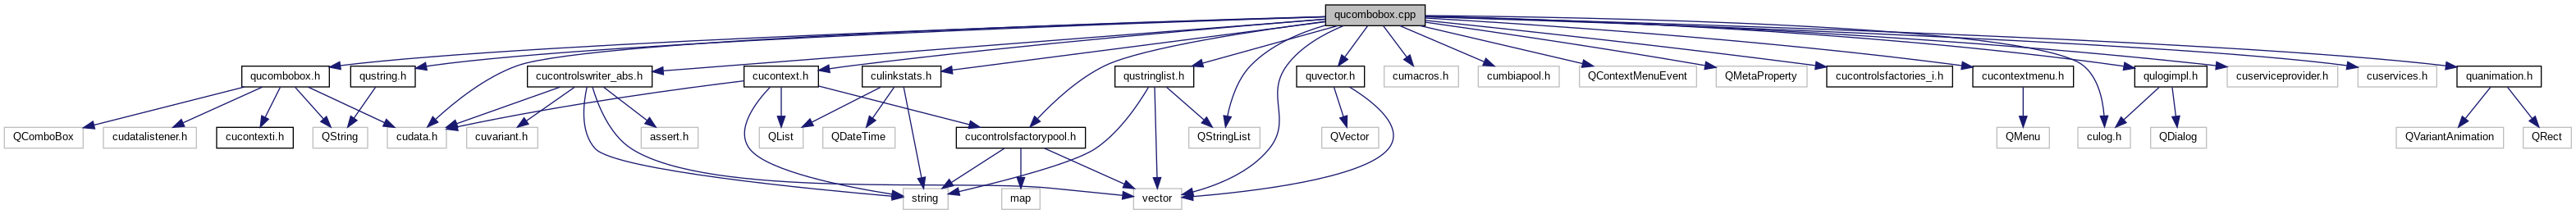 qucombobox.cpp
qucombobox.h
qustring.h
cucontrolswriter_abs.h
cucontext.h
culinkstats.h
qustringlist.h
quvector.h
cumacros.h
cumbiapool.h
QContextMenuEvent
QMetaProperty
cucontrolsfactories_i.h
cucontextmenu.h
qulogimpl.h
cuserviceprovider.h
cuservices.h
quanimation.h
QComboBox
cudatalistener.h
cucontexti.h
QString
cudata.h
cuvariant.h
assert.h
QList
QDateTime
cucontrolsfactorypool.h
QStringList
QVector
QMenu
culog.h
QDialog
QVariantAnimation
QRect
string
map
vector